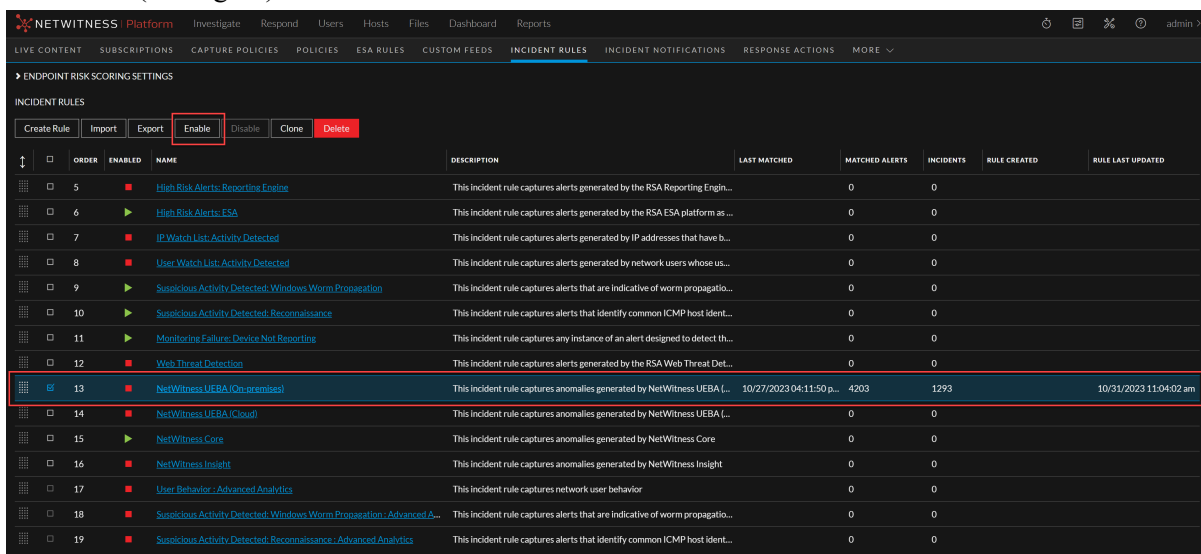 NETWITNESS Platform Investigate Respond Users Hosts Files Dashboard Reports admin
LIVE CONTENT SUBSCRIPTIONS CAPTURE POLICIES POLICIES ESA RULES CUSTOM FEEDS INCIDENT RULES INCIDENT NOTIFICATIONS RESPONSE ACTIONS MORE
ENDPOINT RISK SCORING SETTINGS
INCIDENT RULES
Create Rule Import Export Enable Disable Clone Delete
ORDER ENABLED NAME DESCRIPTION LAST MATCHED MATCHED ALERTS INCIDENTS RULE CREATED RULE LAST UPDATED
5 High Risk Alerts: Reporting Engine This incident rule captures alerts generated by the RSA Reporting Engin... 0 0
6 High Risk Alerts: ESA This incident rule captures alerts generated by the RSA ESA platform as ... 0 0
7 IP Watch List: Activity Detected This incident rule captures alerts generated by IP addresses that have b... 0 0
8 User Watch List: Activity Detected This incident rule captures alerts generated by network users whose us... 0 0
9 Suspicious Activity Detected: Windows Worm Propagation This incident rule captures alerts that are indicative of worm propagatio... 0 0
10 Suspicious Activity Detected: Reconnaissance This incident rule captures alerts that identify common ICMP host ident... 0 0
11 Monitoring Failure: Device Not Reporting This incident rule captures any instance of an alert designed to detect th... 0 0
12 Web Threat Detection This incident rule captures alerts generated by the RSA Web Threat Det... 0 0
13 NetWitness UEBA (On-premises) This incident rule captures anomalies generated by NetWitness UEBA (... 10/27/2023 04:11:50 p... 4203 1293 10/31/2023 11:04:02 am
14 NetWitness UEBA (Cloud) This incident rule captures anomalies generated by NetWitness UEBA (... 0 0
15 NetWitness Core This incident rule captures anomalies generated by NetWitness Core 0 0
16 NetWitness Insight This incident rule captures anomalies generated by NetWitness Insight 0 0
17 User Behavior : Advanced Analytics This incident rule captures network user behavior 0 0
18 Suspicious Activity Detected: Windows Worm Propagation : Advanced A... This incident rule captures alerts that are indicative of worm propagatio... 0 0
19 Suspicious Activity Detected: Reconnaissance : Advanced Analytics This incident rule captures alerts that identify common ICMP host ident... 0 0